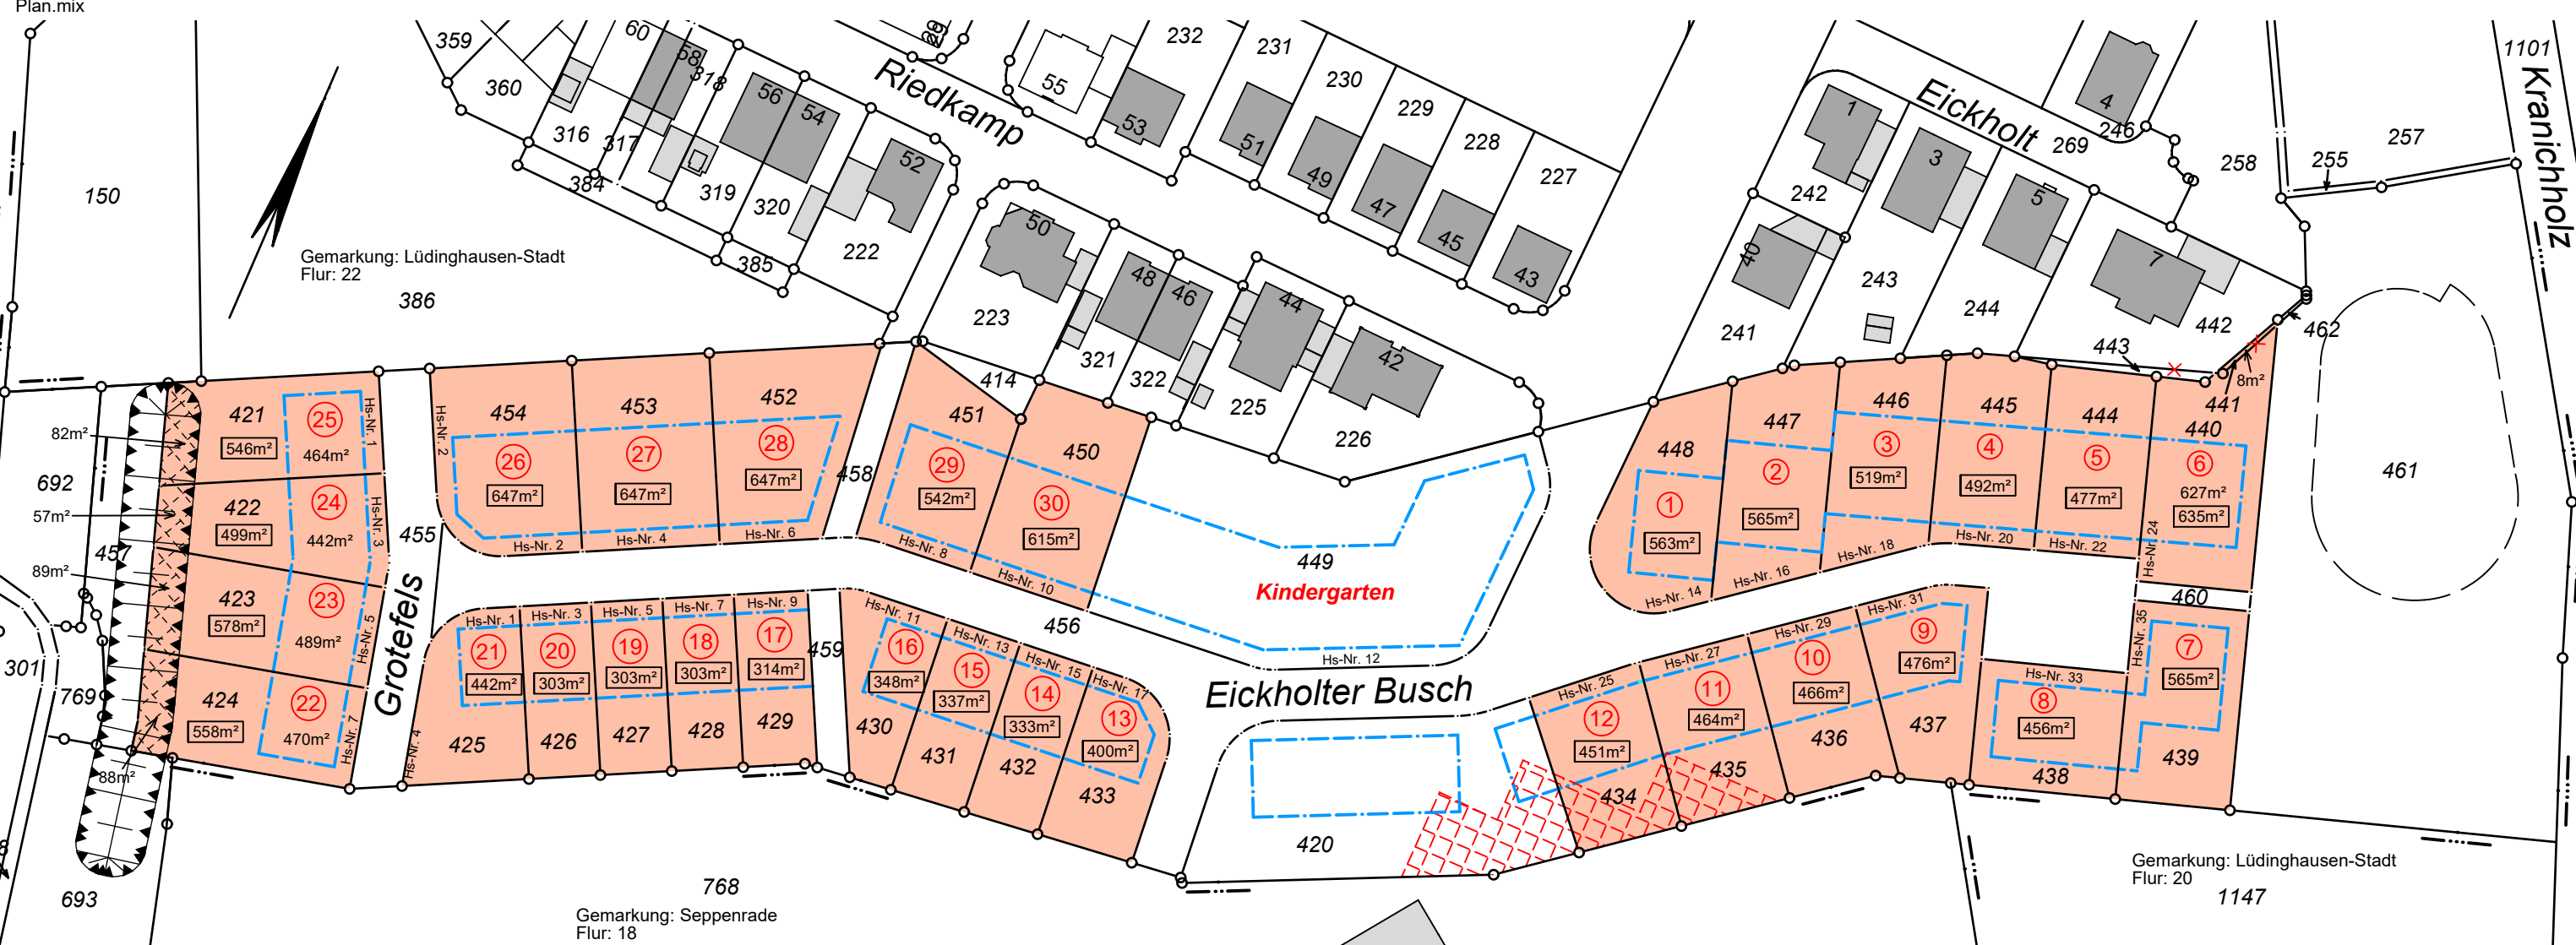 Plan.mix
359
360
60
58
318
56
54
52
316
317
384
319
320
385
222
29
Riedkamp
55
53
232
231
230
229
228
227
51
49
47
45
43
50
48
46
44
42
223
321
322
414
225
226
1
3
5
7
4
40
Eickholt
269
246
242
243
244
241
442
443
462
258
255
257
1101
Kranichholz
461
150
Gemarkung: Lüdinghausen-Stadt
Flur: 22
386
421
546m²
25
464m²
Hs-Nr. 1
82m²
422
499m²
24
442m²
Hs-Nr. 3
57m²
423
578m²
23
489m²
Hs-Nr. 5
89m²
424
558m²
22
470m²
Hs-Nr. 7
88m²
692
457
301
769
693
455
Grotefels
Hs-Nr. 2
454
26
647m²
Hs-Nr. 2
453
27
647m²
Hs-Nr. 4
452
28
647m²
Hs-Nr. 6
458
451
29
542m²
Hs-Nr. 8
450
30
615m²
Hs-Nr. 10
449
Kindergarten
Hs-Nr. 12
456
Eickholter Busch
Hs-Nr. 1
21
442m²
425
Hs-Nr. 4
Hs-Nr. 3
20
303m²
426
Hs-Nr. 5
19
303m²
427
Hs-Nr. 7
18
303m²
428
Hs-Nr. 9
17
314m²
429
459
Hs-Nr. 11
16
348m²
430
Hs-Nr. 13
15
337m²
431
Hs-Nr. 15
14
333m²
432
Hs-Nr. 17
13
400m²
433
420
448
1
563m²
Hs-Nr. 14
447
2
565m²
Hs-Nr. 16
446
3
519m²
Hs-Nr. 18
445
4
492m²
Hs-Nr. 20
444
5
477m²
Hs-Nr. 22
441
8m²
440
6
627m²
635m²
Hs-Nr. 24
460
Hs-Nr. 35
7
565m²
439
Hs-Nr. 33
8
456m²
438
Hs-Nr. 31
9
476m²
437
Hs-Nr. 29
10
466m²
436
Hs-Nr. 27
11
464m²
435
Hs-Nr. 25
12
451m²
434
768
Gemarkung: Seppenrade
Flur: 18
Gemarkung: Lüdinghausen-Stadt
Flur: 20
1147